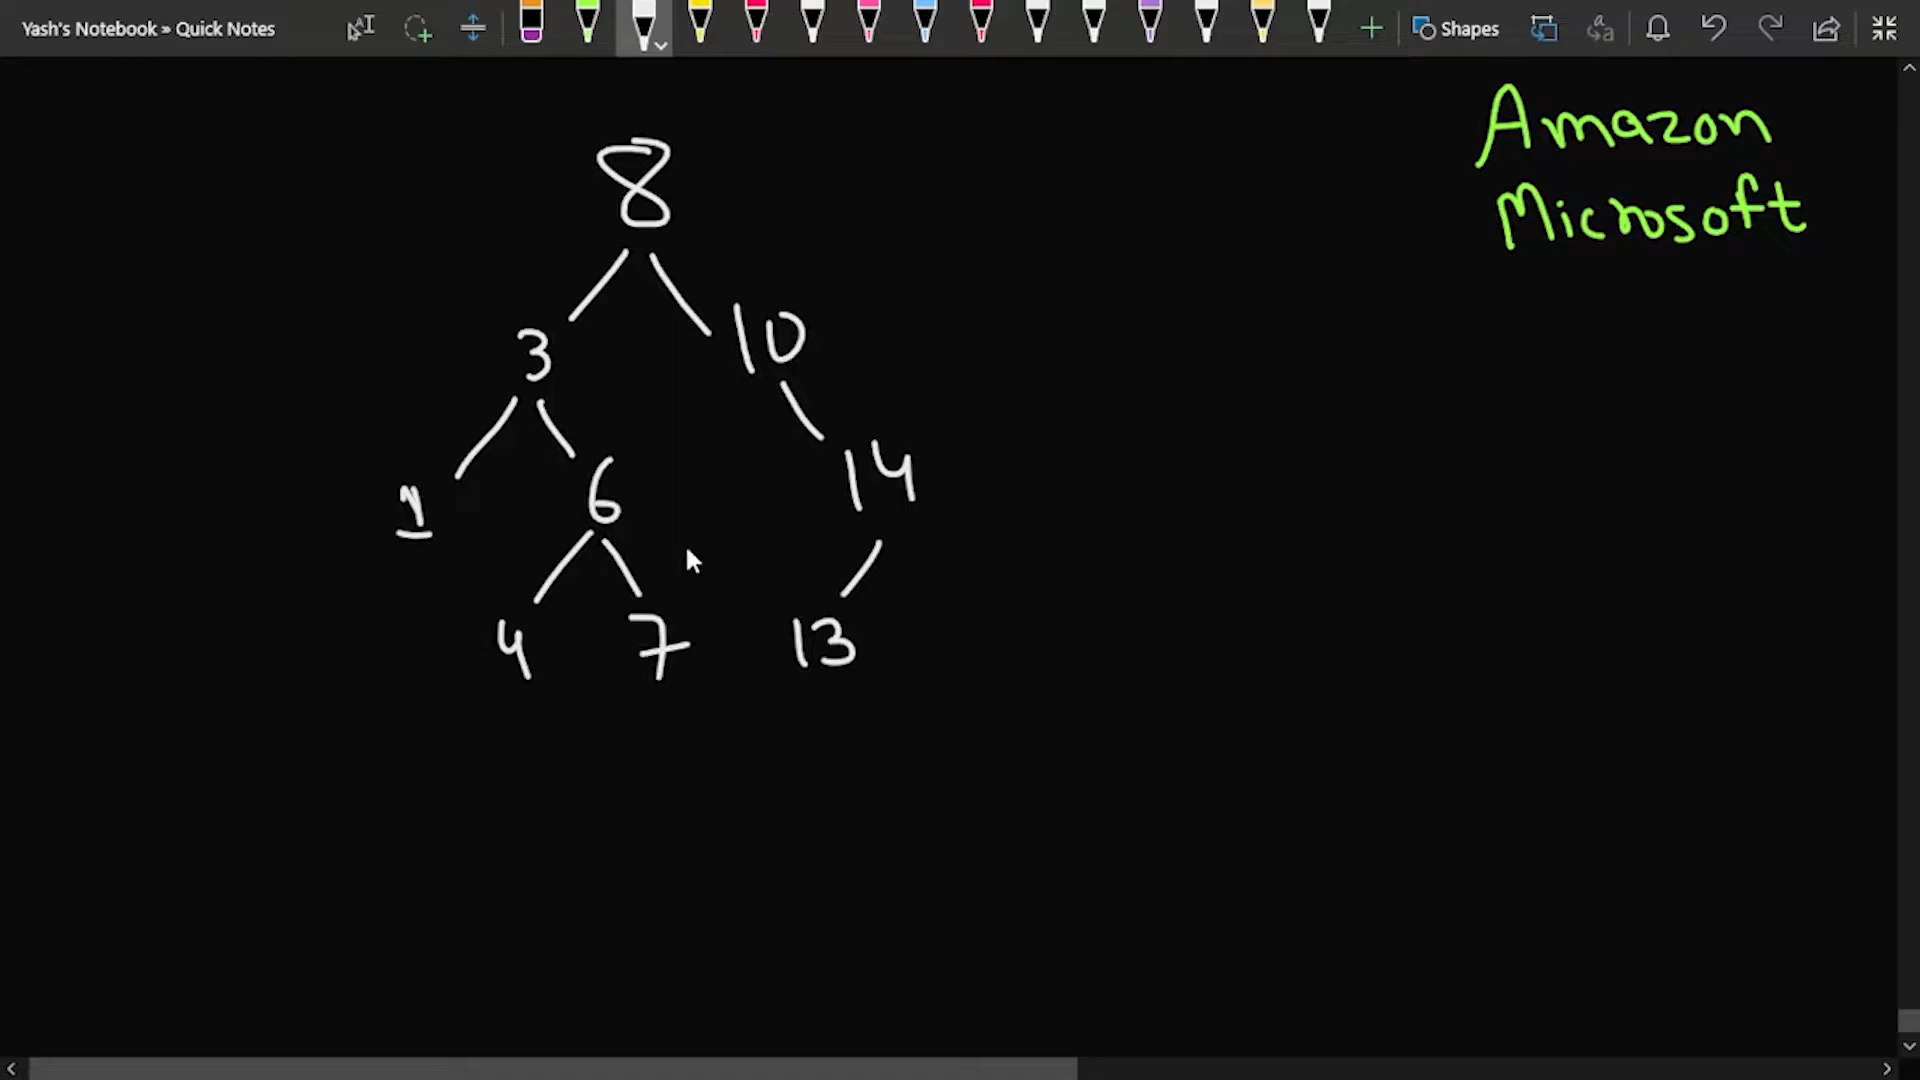 Yash's Notebook » Quick Notes
Shapes
Amazon
Microsoft
8
3 10
1 6 14
4 7 13